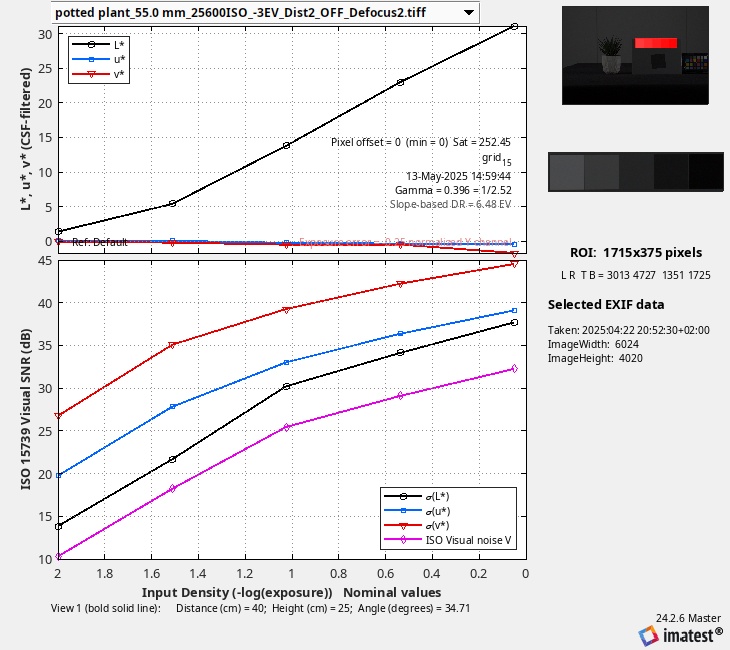 potted plant_55.0 mm_25600ISO_-3EV_Dist2_OFF_Defocus2.tiff
L*, u*, v* (CSF-filtered)
30
25
20
15
10
5
0
L*
u*
v*
Pixel offset = 0 (min = 0) Sat = 252.45
grid15
13-May-2025 14:59:44
Gamma = 0.396 =1/2.52
Slope-based DR = 6.48 EV
Ref: Default
ISO 15739 Visual SNR (dB)
45
40
35
30
25
20
15
10
σ(L*)
σ(u*)
σ(v*)
ISO Visual noise V
2 1.8 1.6 1.4 1.2 1 0.8 0.6 0.4 0.2 0
Input Density (-log(exposure)) Nominal values
View 1 (bold solid line): Distance (cm) = 40; Height (cm) = 25; Angle (degrees) = 34.71
ROI: 1715x375 pixels
L R T B = 3013 4727 1351 1725
Selected EXIF data
Taken: 2025:04:22 20:52:30+02:00
ImageWidth: 6024
ImageHeight: 4020
24.2.6 Master
imatest®